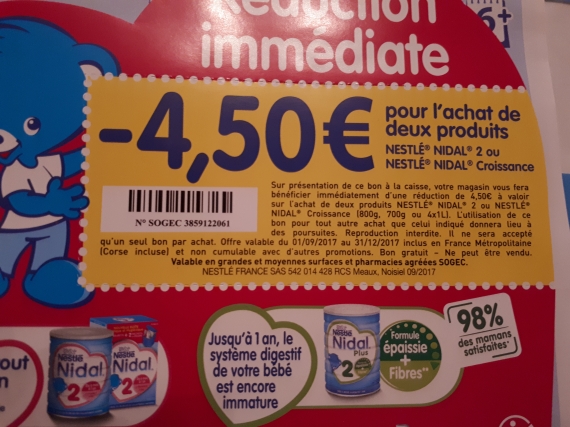 Réduction
immédiate
6+
-4,50€
pour l'achat de
deux produits
NESTLÉ® NIDAL® 2 ou
NESTLÉ® NIDAL® Croissance
N° SOGEC 3859122061
Sur présentation de ce bon à la caisse, votre magasin vous fera
bénéficier immédiatement d'une réduction de 4,50€ à valoir
sur l'achat de deux produits NESTLÉ® NIDAL® 2 ou NESTLÉ®
NIDAL® Croissance (800g, 700g ou 4x1L). L'utilisation de ce
bon pour tout autre achat que celui indiqué donnera lieu à
des poursuites. Reproduction interdite. Il ne sera accepté
qu'un seul bon par achat. Offre valable du 01/09/2017 au 31/12/2017 inclus en France Métropolitaine
(Corse incluse) et non cumulable avec d'autres promotions. Bon gratuit - Ne peut être vendu.
Valable en grandes et moyennes surfaces et pharmacies agréées SOGEC.
NESTLÉ FRANCE SAS 542 014 428 RCS Meaux, Noisiel 09/2017
out
n
Nestlé
Nidal
2
Nestlé
Nidal
2
Jusqu'à 1 an, le
système digestif
de votre bébé
est encore
immature
Nestlé
Nidal
Plus
2
Formule
épaissie
+
Fibres**
98%
des mamans
satisfaites*